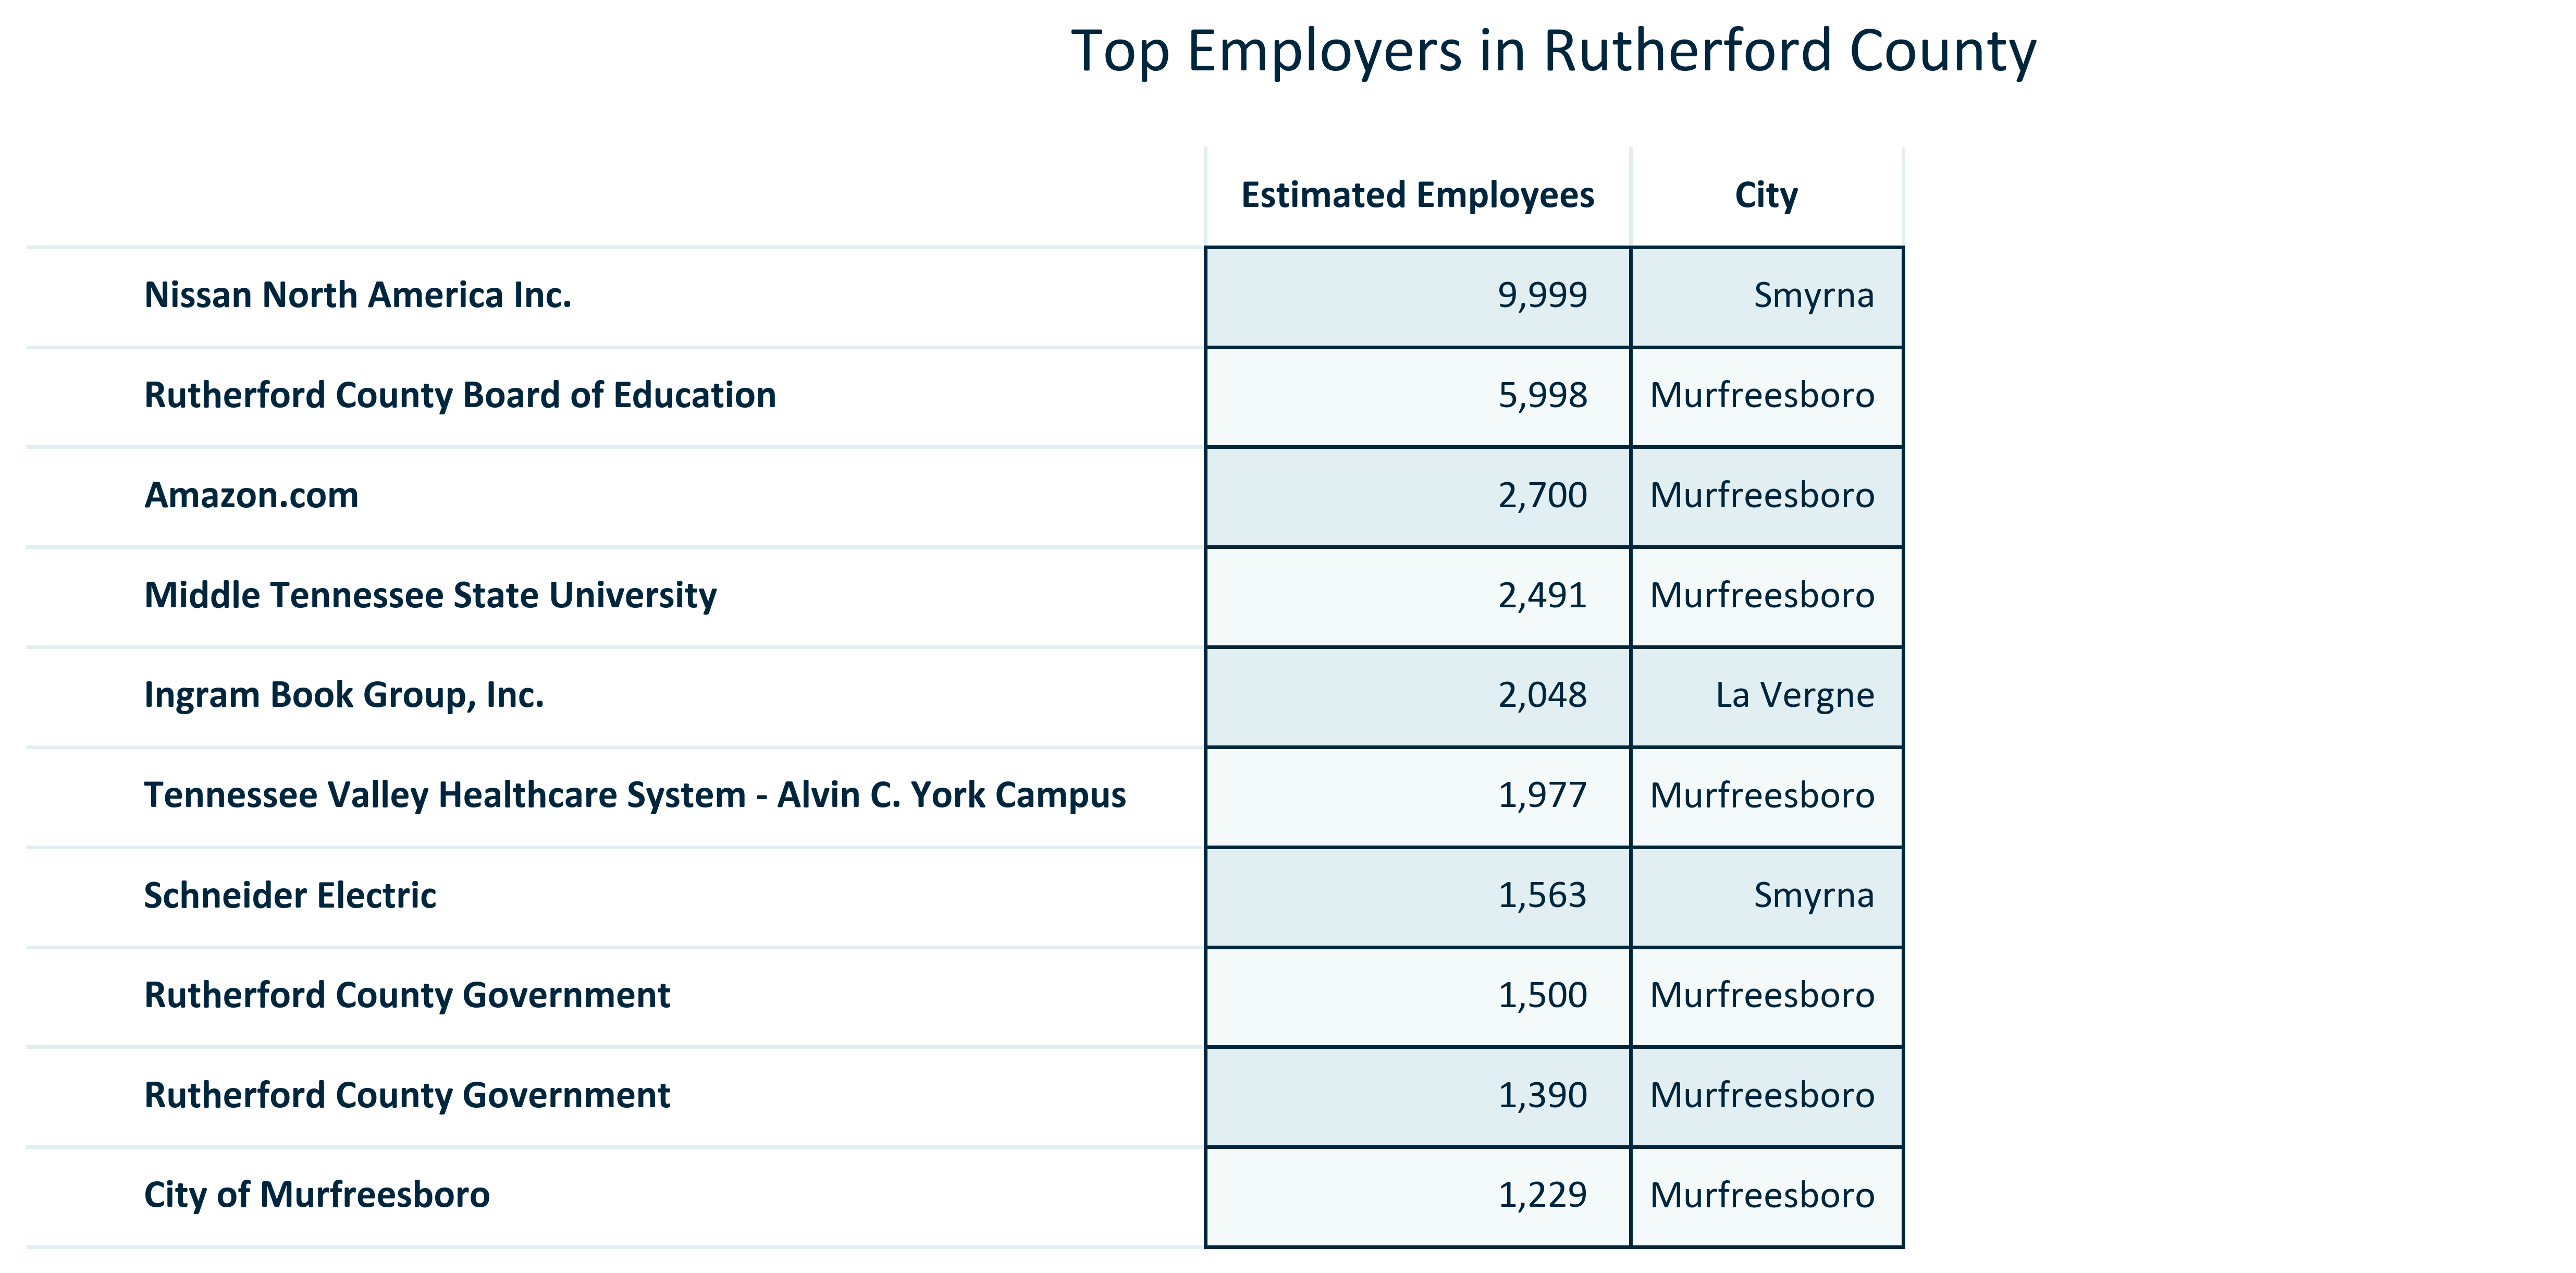 Top Employers in Rutherford County
Estimated Employees City
Nissan North America Inc. 9,999 Smyrna
Rutherford County Board of Education 5,998 Murfreesboro
Amazon.com 2,700 Murfreesboro
Middle Tennessee State University 2,491 Murfreesboro
Ingram Book Group, Inc. 2,048 La Vergne
Tennessee Valley Healthcare System - Alvin C. York Campus 1,977 Murfreesboro
Schneider Electric 1,563 Smyrna
Rutherford County Government 1,500 Murfreesboro
Rutherford County Government 1,390 Murfreesboro
City of Murfreesboro 1,229 Murfreesboro